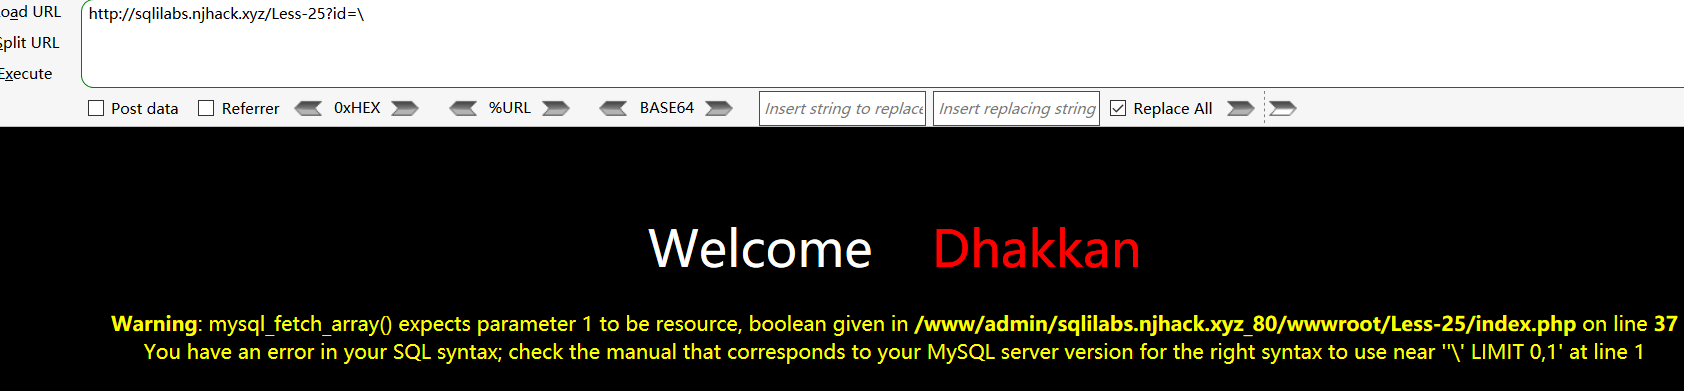 oad URL
http://sqlilabs.njhack.xyz/Less-25?id=\
Split URL
Execute
Post data Referrer 0xHEX %URL BASE64 Insert string to replace Insert replacing string Replace All
Welcome Dhakkan
Warning: mysql_fetch_array() expects parameter 1 to be resource, boolean given in /www/admin/sqlilabs.njhack.xyz_80/wwwroot/Less-25/index.php on line 37
You have an error in your SQL syntax; check the manual that corresponds to your MySQL server version for the right syntax to use near ''\' LIMIT 0,1' at line 1